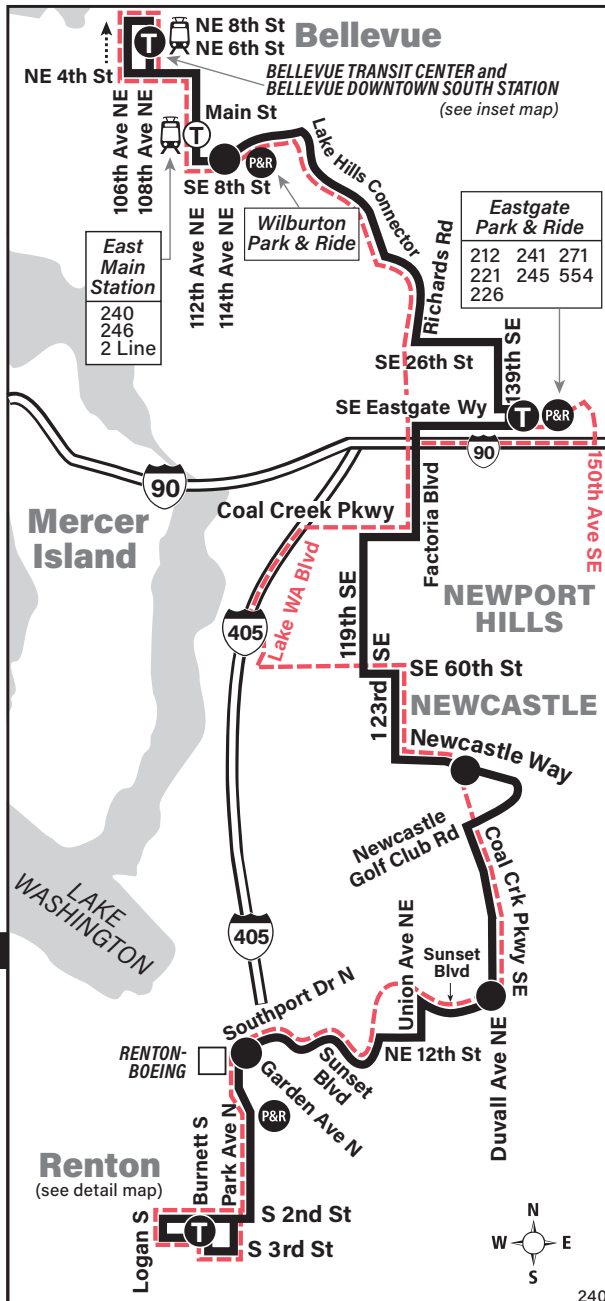 NE 8th St
NE 6th St
Bellevue
NE 4th St
BELLEVUE TRANSIT CENTER and
BELLEVUE DOWNTOWN SOUTH STATION
(see inset map)
T
106th Ave NE
108th Ave NE
Main St
T
SE 8th St
P&R
Lake Hills Connector
Wilburton
Park & Ride
Eastgate
Park & Ride
212 241 271
221 245 554
226
East
Main
Station
240
246
2 Line
112th Ave NE
114th Ave NE
Richards Rd
SE 26th St
139th SE
SE Eastgate Wy
T
P&R
90
90
150th Ave SE
Mercer
Island
Coal Creek Pkwy
Factoria Blvd
Lake WA Blvd
405
119th SE
NEWPORT
HILLS
SE 60th St
123rd SE
NEWCASTLE
Newcastle Way
Newcastle
Golf Club Rd
Coal Crk Pkwy SE
LAKE
WASHINGTON
405
Union Ave NE
Sunset
Blvd
Southport Dr N
NE 12th St
Sunset
Blvd
Duvall Ave NE
RENTON-
BOEING
Garden Ave N
P&R
Park Ave N
Burnett S
Renton
(see detail map)
Logan S
T
S 2nd St
S 3rd St
N
W E
S
240